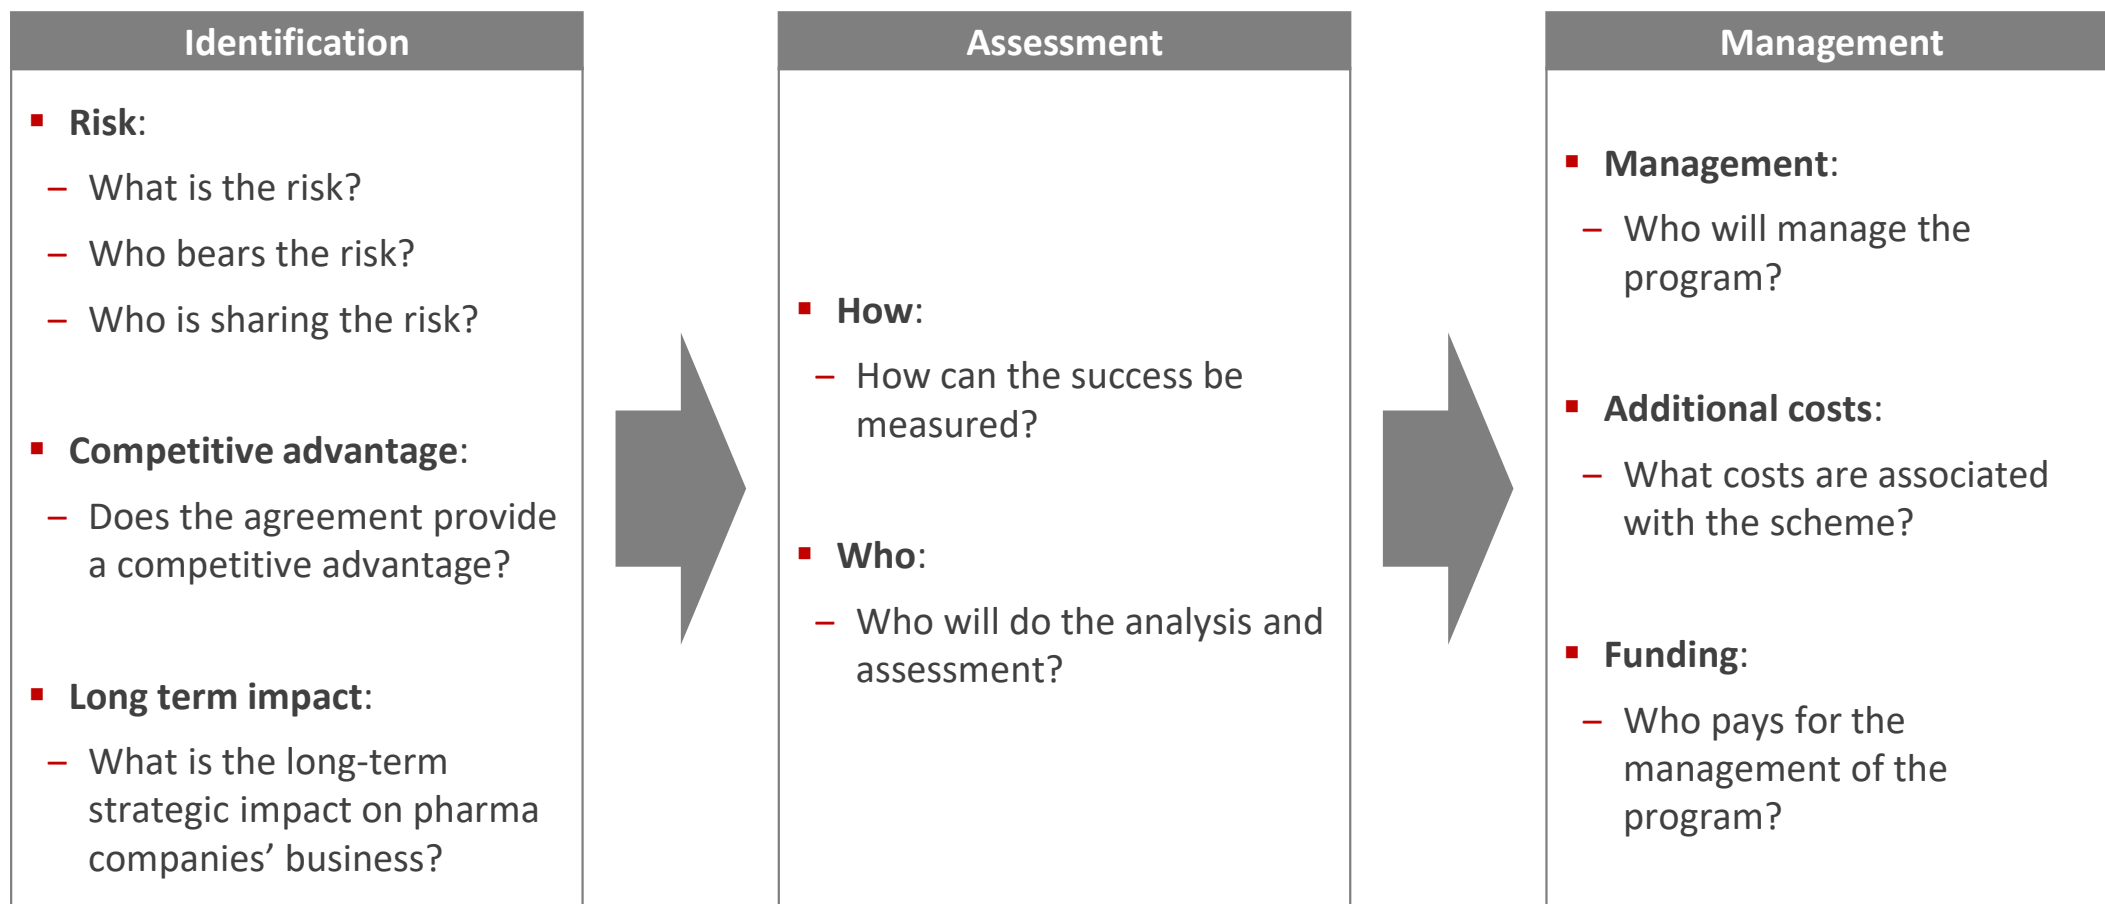 Identification
▪ Risk:
– What is the risk?
– Who bears the risk?
– Who is sharing the risk?
▪ Competitive advantage:
– Does the agreement provide
a competitive advantage?
▪ Long term impact:
– What is the long-term
strategic impact on pharma
companies’ business?
Assessment
▪ How:
– How can the success be
measured?
▪ Who:
– Who will do the analysis and
assessment?
Management
▪ Management:
– Who will manage the
program?
▪ Additional costs:
– What costs are associated
with the scheme?
▪ Funding:
– Who pays for the
management of the
program?